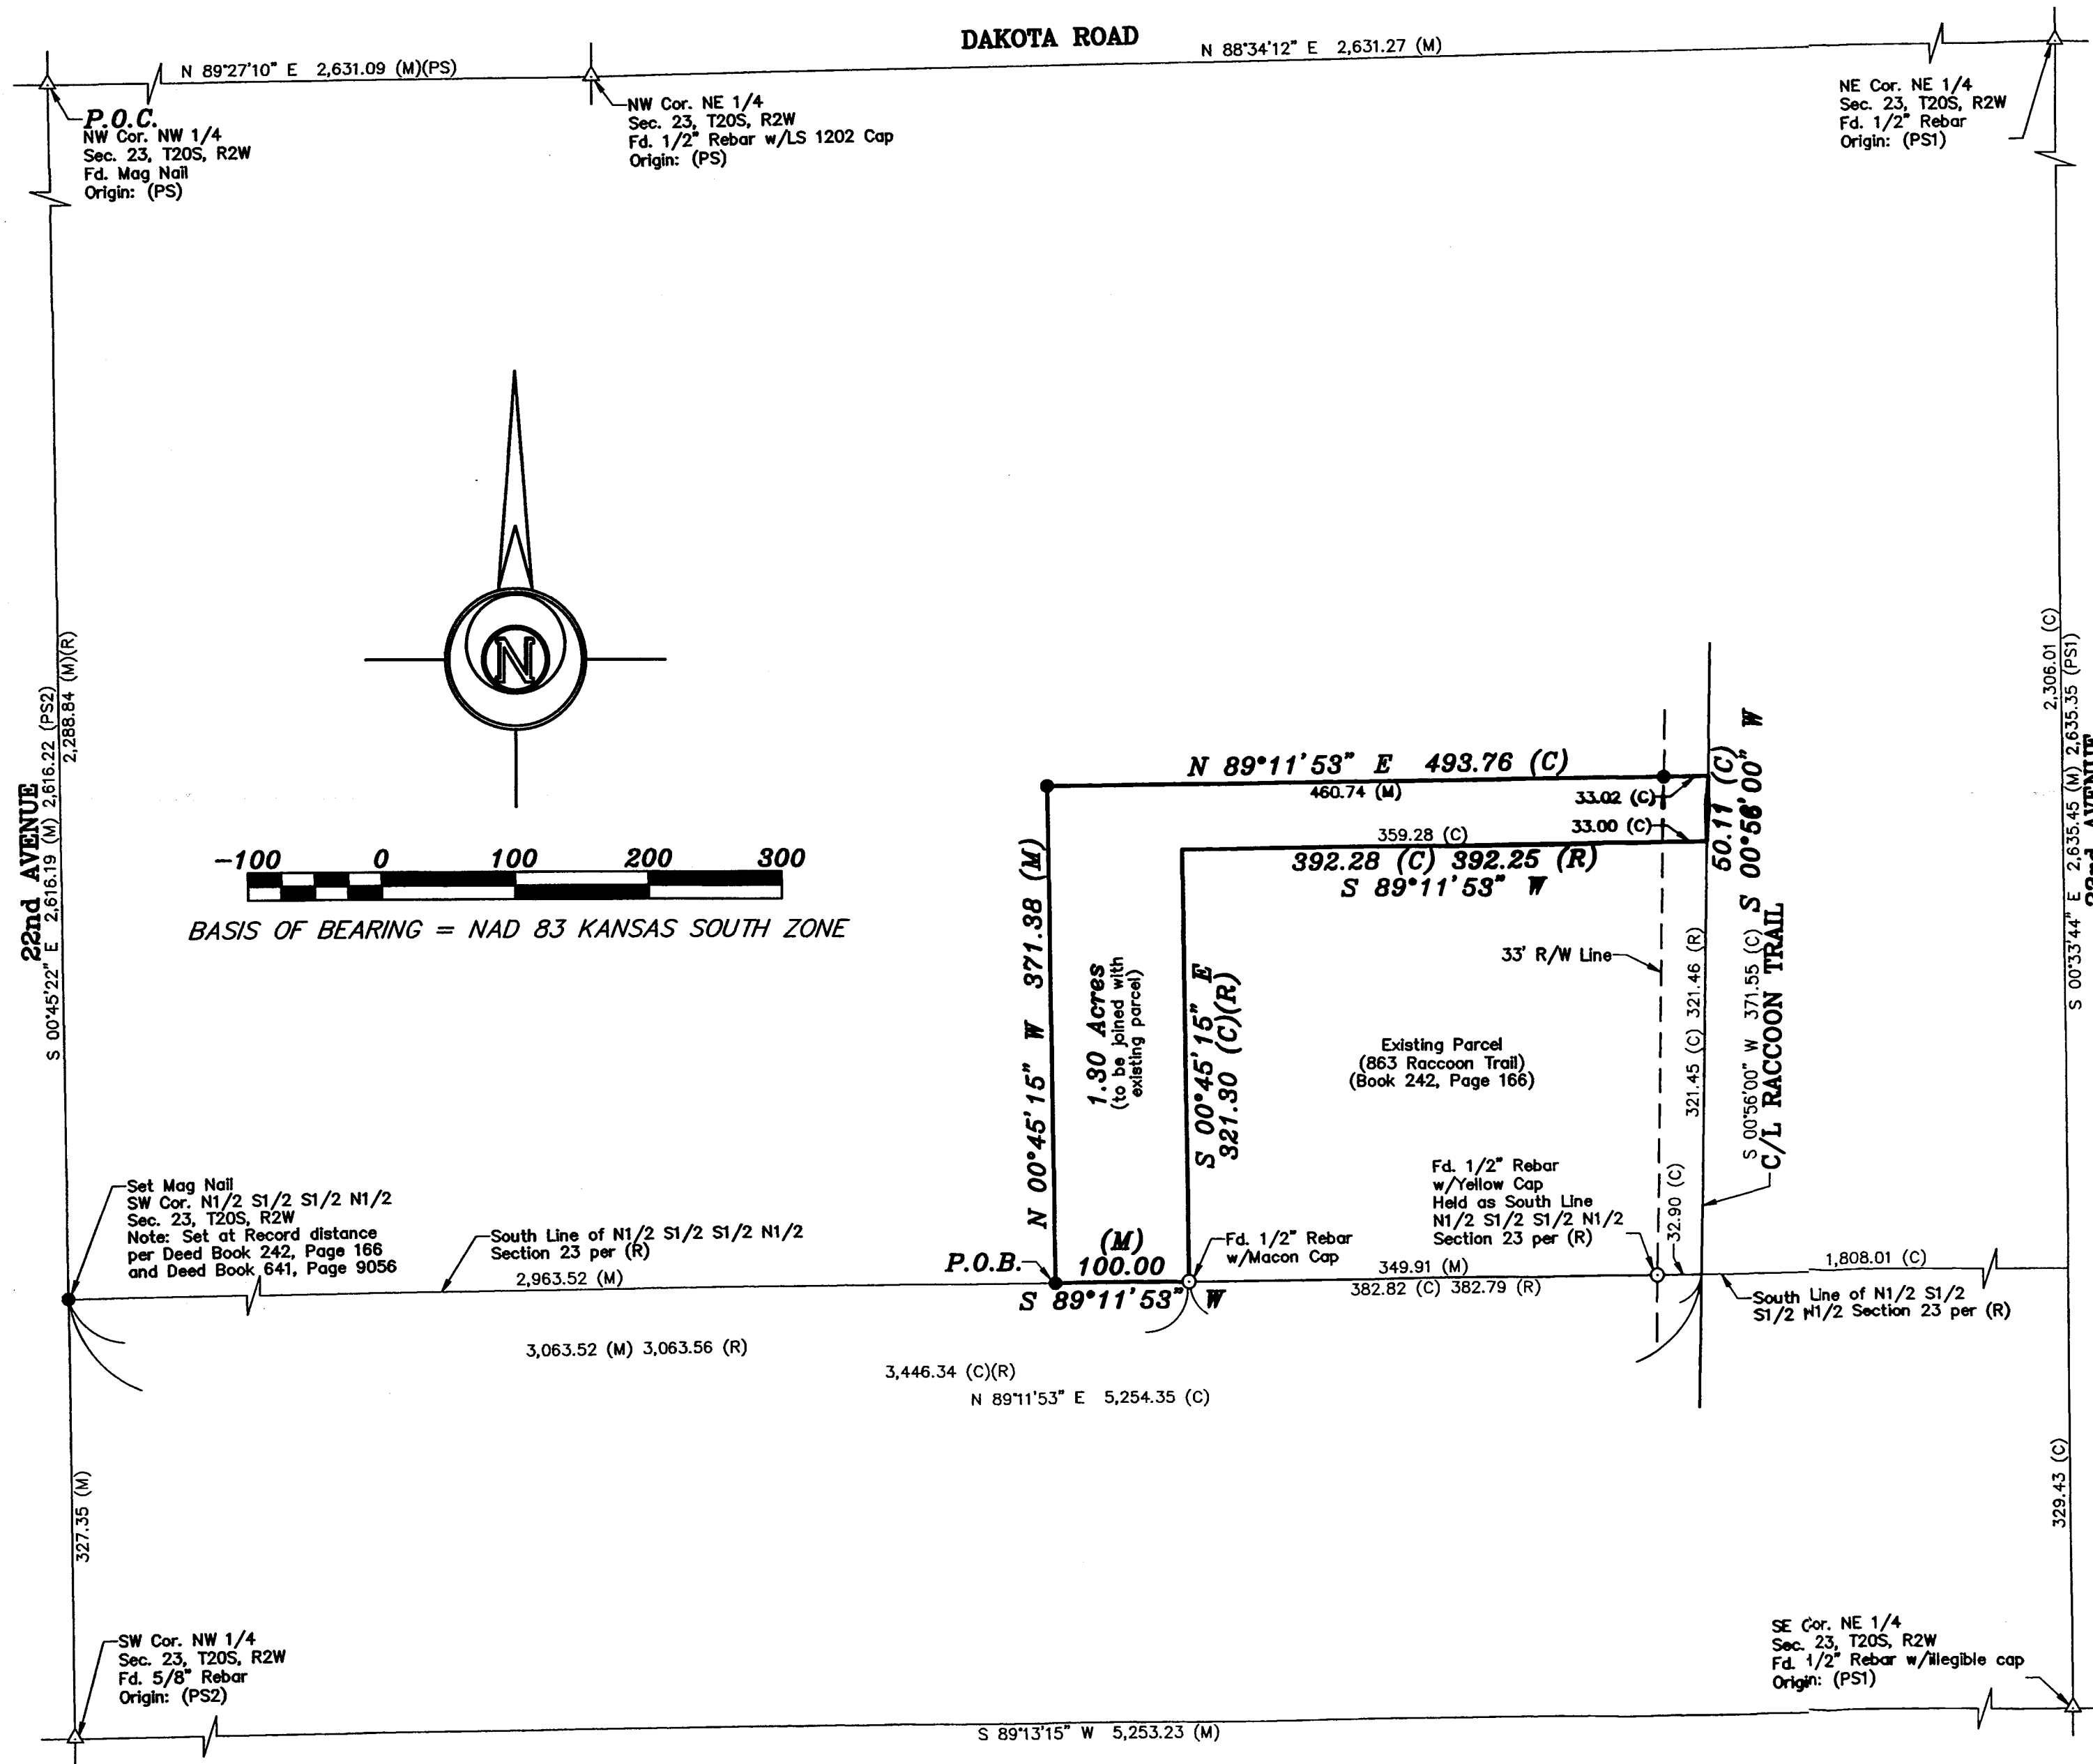 DAKOTA ROAD
N 89°27'10" E 2,631.09 (M)(PS)
N 88°34'12" E 2,631.27 (M)
P.O.C.
NW Cor. NW 1/4
Sec. 23, T20S, R2W
Fd. Mag Nail
Origin: (PS)
NW Cor. NE 1/4
Sec. 23, T20S, R2W
Fd. 1/2" Rebar w/LS 1202 Cap
Origin: (PS)
NE Cor. NE 1/4
Sec. 23, T20S, R2W
Fd. 1/2" Rebar
Origin: (PS1)
22nd AVENUE
S 00°45'22" E 2,616.19 (M) 2,616.22 (PS2)
2,288.84 (M)(R)
N
-100 0 100 200 300
BASIS OF BEARING = NAD 83 KANSAS SOUTH ZONE
2,306.01 (C)
S 00°33'44" E 2,635.45 (M) 2,635.35 (PS1)
AVENUE
N 89°11'53" E 493.76 (C)
460.74 (M)
33.02 (C)
359.28 (C)
33.00 (C)
392.28 (C) 392.25 (R)
S 89°11'53" W
50.11 (C)
S 00°56'00" W
N 00°45'15" W 371.38 (M)
1.30 Acres
(to be joined with
existing parcel)
S 00°45'15" E
321.30 (C)(R)
33' R/W Line
Existing Parcel
(863 Raccoon Trail)
(Book 242, Page 166)
321.45 (C) 321.46 (R)
S 00°56'00" W 371.55 (C)
C/L RACCOON TRAIL
32.90 (C)
Fd. 1/2" Rebar
w/Yellow Cap
Held as South Line
N1/2 S1/2 S1/2 N1/2
Section 23 per (R)
Set Mag Nail
SW Cor. N1/2 S1/2 S1/2 N1/2
Sec. 23, T20S, R2W
Note: Set at Record distance
per Deed Book 242, Page 166
and Deed Book 641, Page 9056
South Line of N1/2 S1/2 S1/2 N1/2
Section 23 per (R)
2,963.52 (M)
P.O.B.
(M)
100.00
S 89°11'53" W
Fd. 1/2" Rebar
w/Macon Cap
349.91 (M)
382.82 (C) 382.79 (R)
1,808.01 (C)
South Line of N1/2 S1/2
S1/2 N1/2 Section 23 per (R)
3,063.52 (M) 3,063.56 (R)
3,446.34 (C)(R)
N 89°11'53" E 5,254.35 (C)
327.35 (M)
329.43 (C)
SW Cor. NW 1/4
Sec. 23, T20S, R2W
Fd. 5/8" Rebar
Origin: (PS2)
SE Cor. NE 1/4
Sec. 23, T20S, R2W
Fd. 1/2" Rebar w/illegible cap
Origin: (PS1)
S 89°13'15" W 5,253.23 (M)